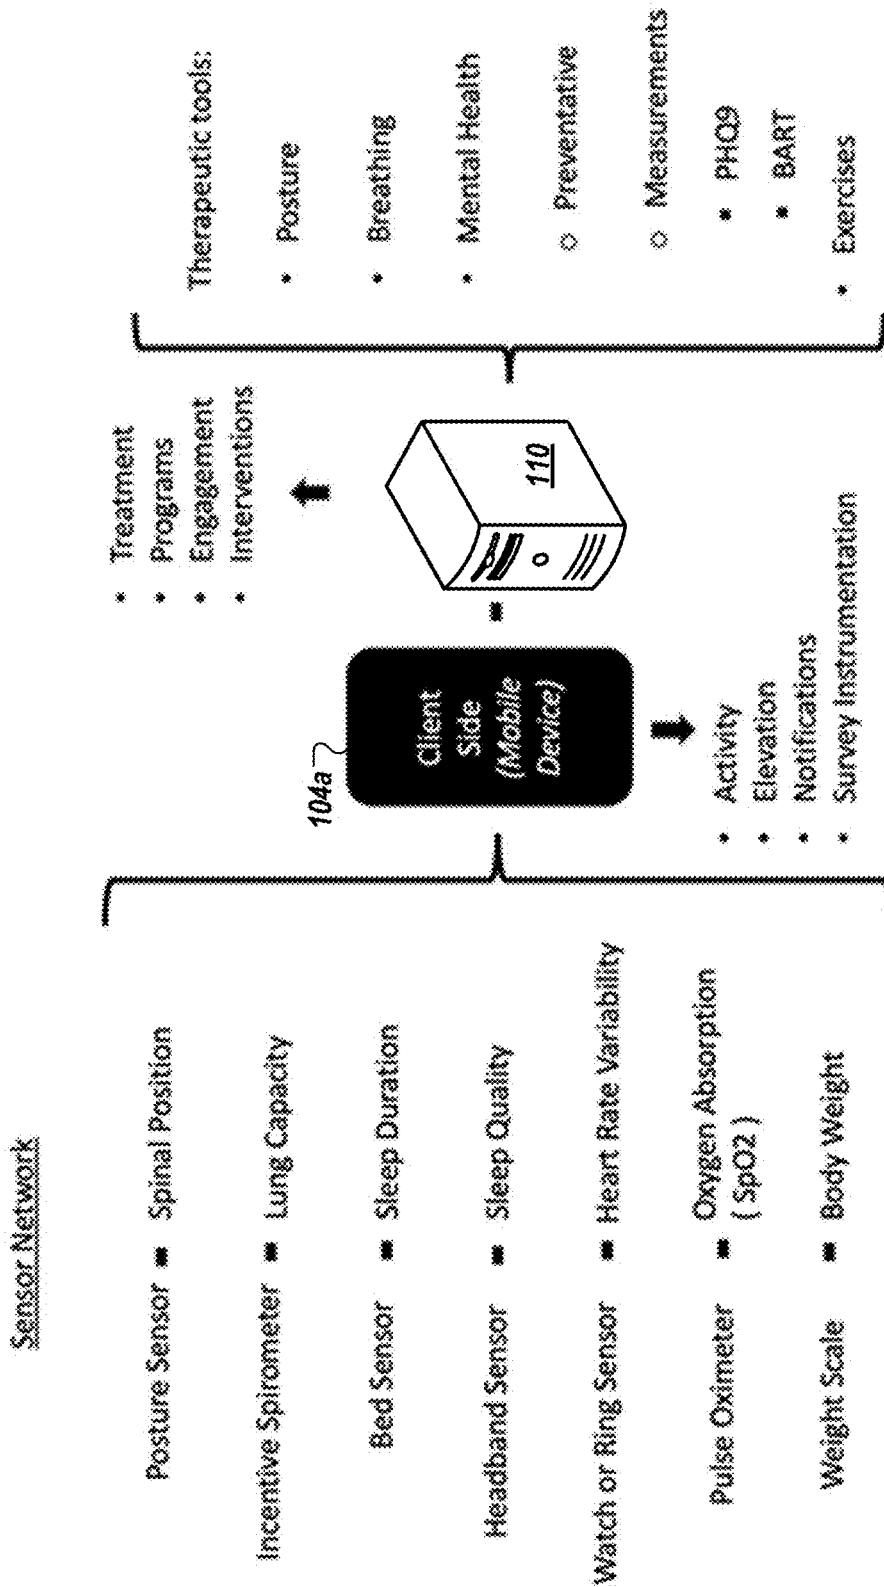 Sensor Network
Posture Sensor
Spinal Position
Incentive Spirometer
Lung Capacity
Bed Sensor
Sleep Duration
Headband Sensor
Sleep Quality
Watch or Ring Sensor
Heart Rate Variability
Pulse Oximeter
Oxygen Absorption
( SpO2 )
Weight Scale
Body Weight
104a
Client
Side
(Mobile
Device)
• Activity
• Elevation
• Notifications
• Survey Instrumentation
110
• Treatment
• Programs
• Engagement
• Interventions
Therapeutic tools:
• Posture
• Breathing
• Mental Health
○ Preventative
○ Measurements
▪ PHQ9
▪ BART
• Exercises